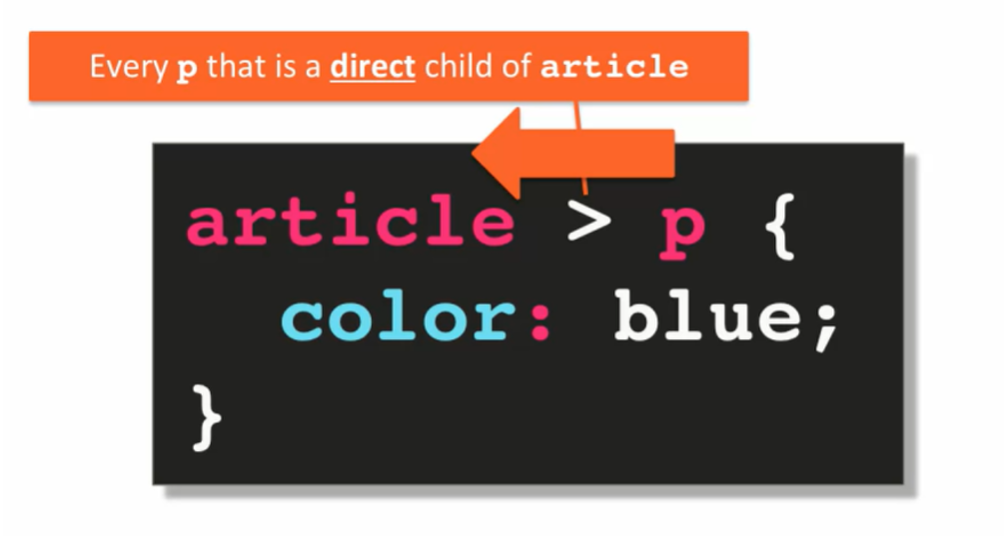 Every p that is a direct child of article
article > p {
color: blue;
}